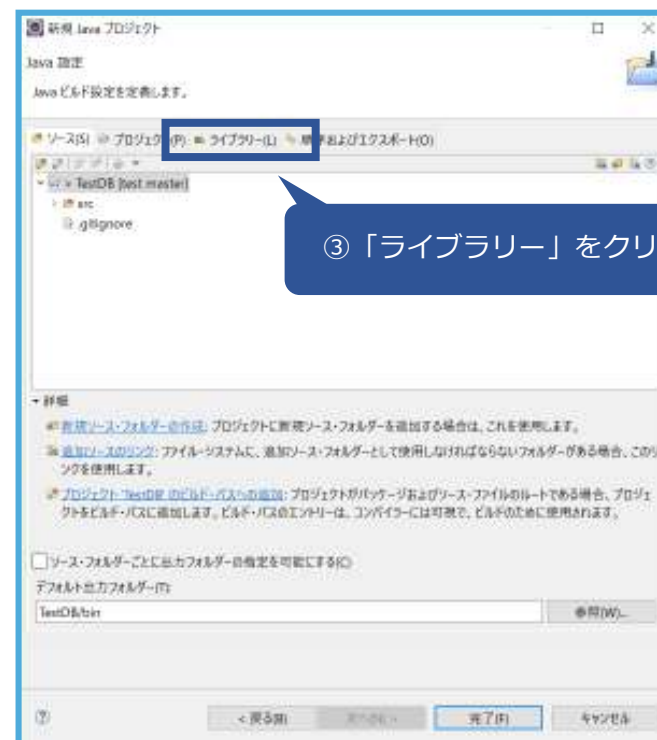 新規 Java プロジェクト
Java 設定
Java ビルド設定を定義します。
ソース(S) プロジェクト(P) ライブラリー(L) およびエクスポート(O)
TestDB [test master]
src
.gitignore
③「ライブラリー」をクリ
詳細
新規ソース・フォルダーの作成: プロジェクトに新規ソース・フォルダーを追加する場合は、これを使用します。
追加ソースのリンク: ファイル・システムに、追加ソース・フォルダーとして使用しなければならないフォルダーがある場合、このリ
ンクを使用します。
プロジェクト 'TestDB' のビルド・パスへの追加: プロジェクトがパッケージおよびソース・ファイルのルートである場合、プロジェ
クトをビルド・パスに追加します。ビルド・パスのエントリーは、コンパイラーには可視で、ビルドのために使用されます。
ソース・フォルダーごとに出力フォルダーの指定を可能にする(C)
デフォルト出力フォルダー(T):
TestDB/bin
参照(W)...
< 戻る(B)
次へ(N) >
完了(F)
キャンセル